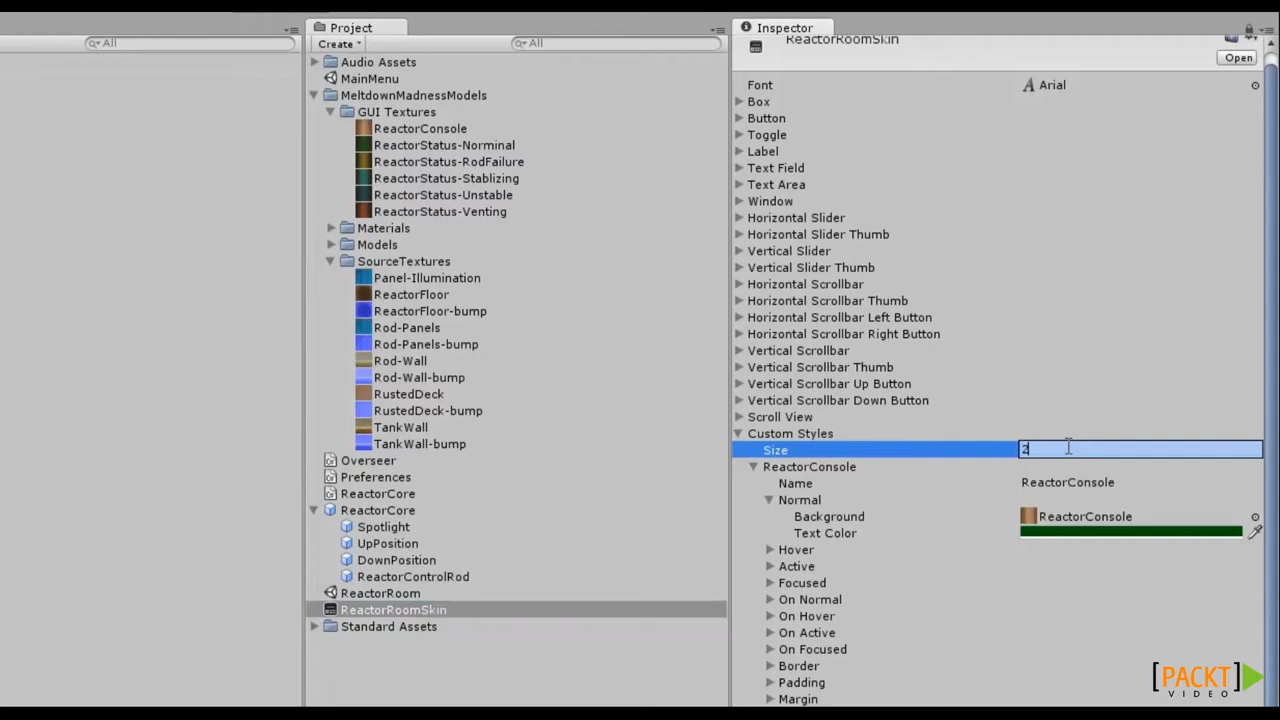 All
Project
Create
All
Audio Assets
MainMenu
MeltdownMadnessModels
GUI Textures
ReactorConsole
ReactorStatus-Norminal
ReactorStatus-RodFailure
ReactorStatus-Stablizing
ReactorStatus-Unstable
ReactorStatus-Venting
Materials
Models
SourceTextures
Panel-Illumination
ReactorFloor
ReactorFloor-bump
Rod-Panels
Rod-Panels-bump
Rod-Wall
Rod-Wall-bump
RustedDeck
RustedDeck-bump
TankWall
TankWall-bump
Overseer
Preferences
ReactorCore
ReactorCore
Spotlight
UpPosition
DownPosition
ReactorControlRod
ReactorRoom
ReactorRoomSkin
Standard Assets
Inspector
ReactorRoomSkin
Open
Font Arial
Box
Button
Toggle
Label
Text Field
Text Area
Window
Horizontal Slider
Horizontal Slider Thumb
Vertical Slider
Vertical Slider Thumb
Horizontal Scrollbar
Horizontal Scrollbar Thumb
Horizontal Scrollbar Left Button
Horizontal Scrollbar Right Button
Vertical Scrollbar
Vertical Scrollbar Thumb
Vertical Scrollbar Up Button
Vertical Scrollbar Down Button
Scroll View
Custom Styles
Size 2
ReactorConsole
Name ReactorConsole
Normal
Background ReactorConsole
Text Color
Hover
Active
Focused
On Normal
On Hover
On Active
On Focused
Border
Padding
Margin
[PACKT]
VIDEO